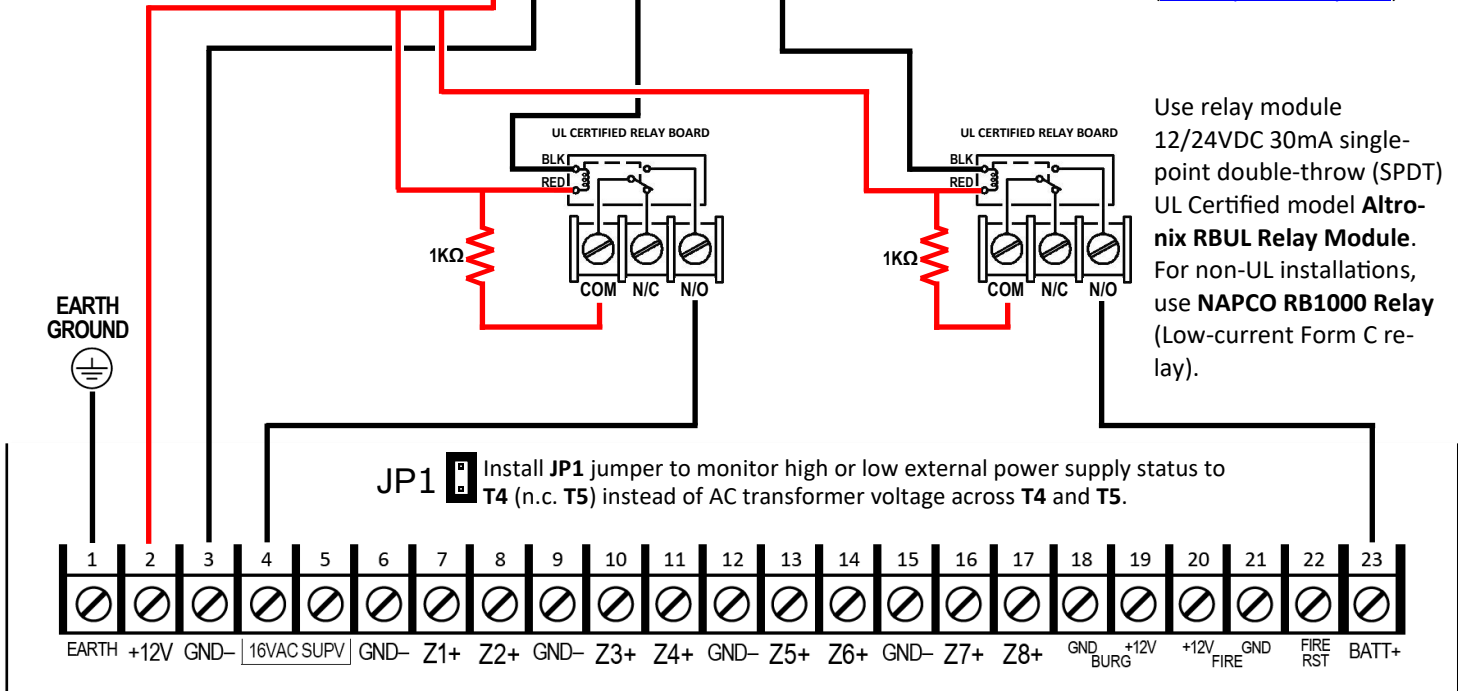 UL CERTIFIED RELAY BOARD
BLK
RED
1KΩ
COM N/C N/O
UL CERTIFIED RELAY BOARD
BLK
RED
1KΩ
COM N/C N/O
Use relay module
12/24VDC 30mA single-
point double-throw (SPDT)
UL Certified model Altro-
nix RBUL Relay Module.
For non-UL installations,
use NAPCO RB1000 Relay
(Low-current Form C re-
lay).
EARTH
GROUND
JP1
Install JP1 jumper to monitor high or low external power supply status to
T4 (n.c. T5) instead of AC transformer voltage across T4 and T5.
1 2 3 4 5 6 7 8 9 10 11 12 13 14 15 16 17 18 19 20 21 22 23
EARTH +12V GND– 16VAC SUPV GND– Z1+ Z2+ GND– Z3+ Z4+ GND– Z5+ Z6+ GND– Z7+ Z8+ GND +12V +12V GND FIRE BATT+
BURG FIRE RST